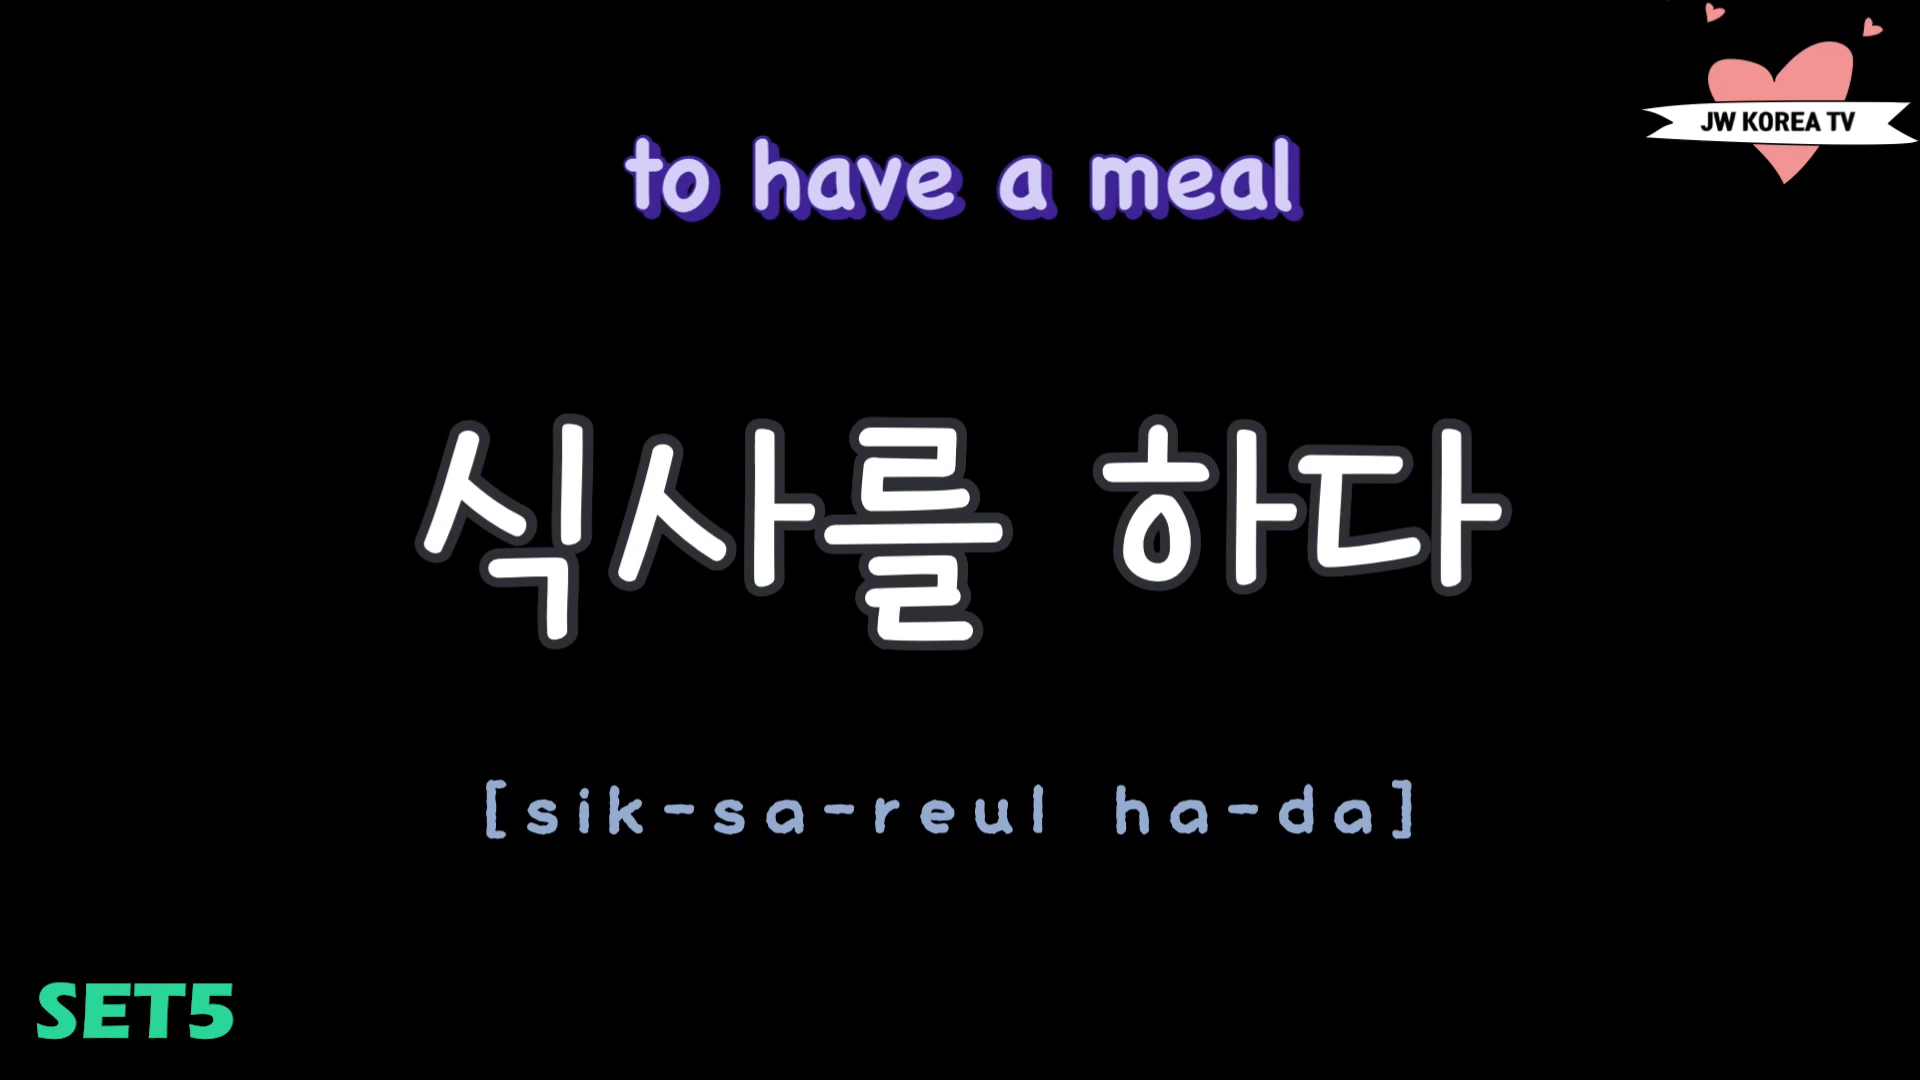 JW KOREA TV
to have a meal
식사를 하다
[sik-sa-reul ha-da]
SET5